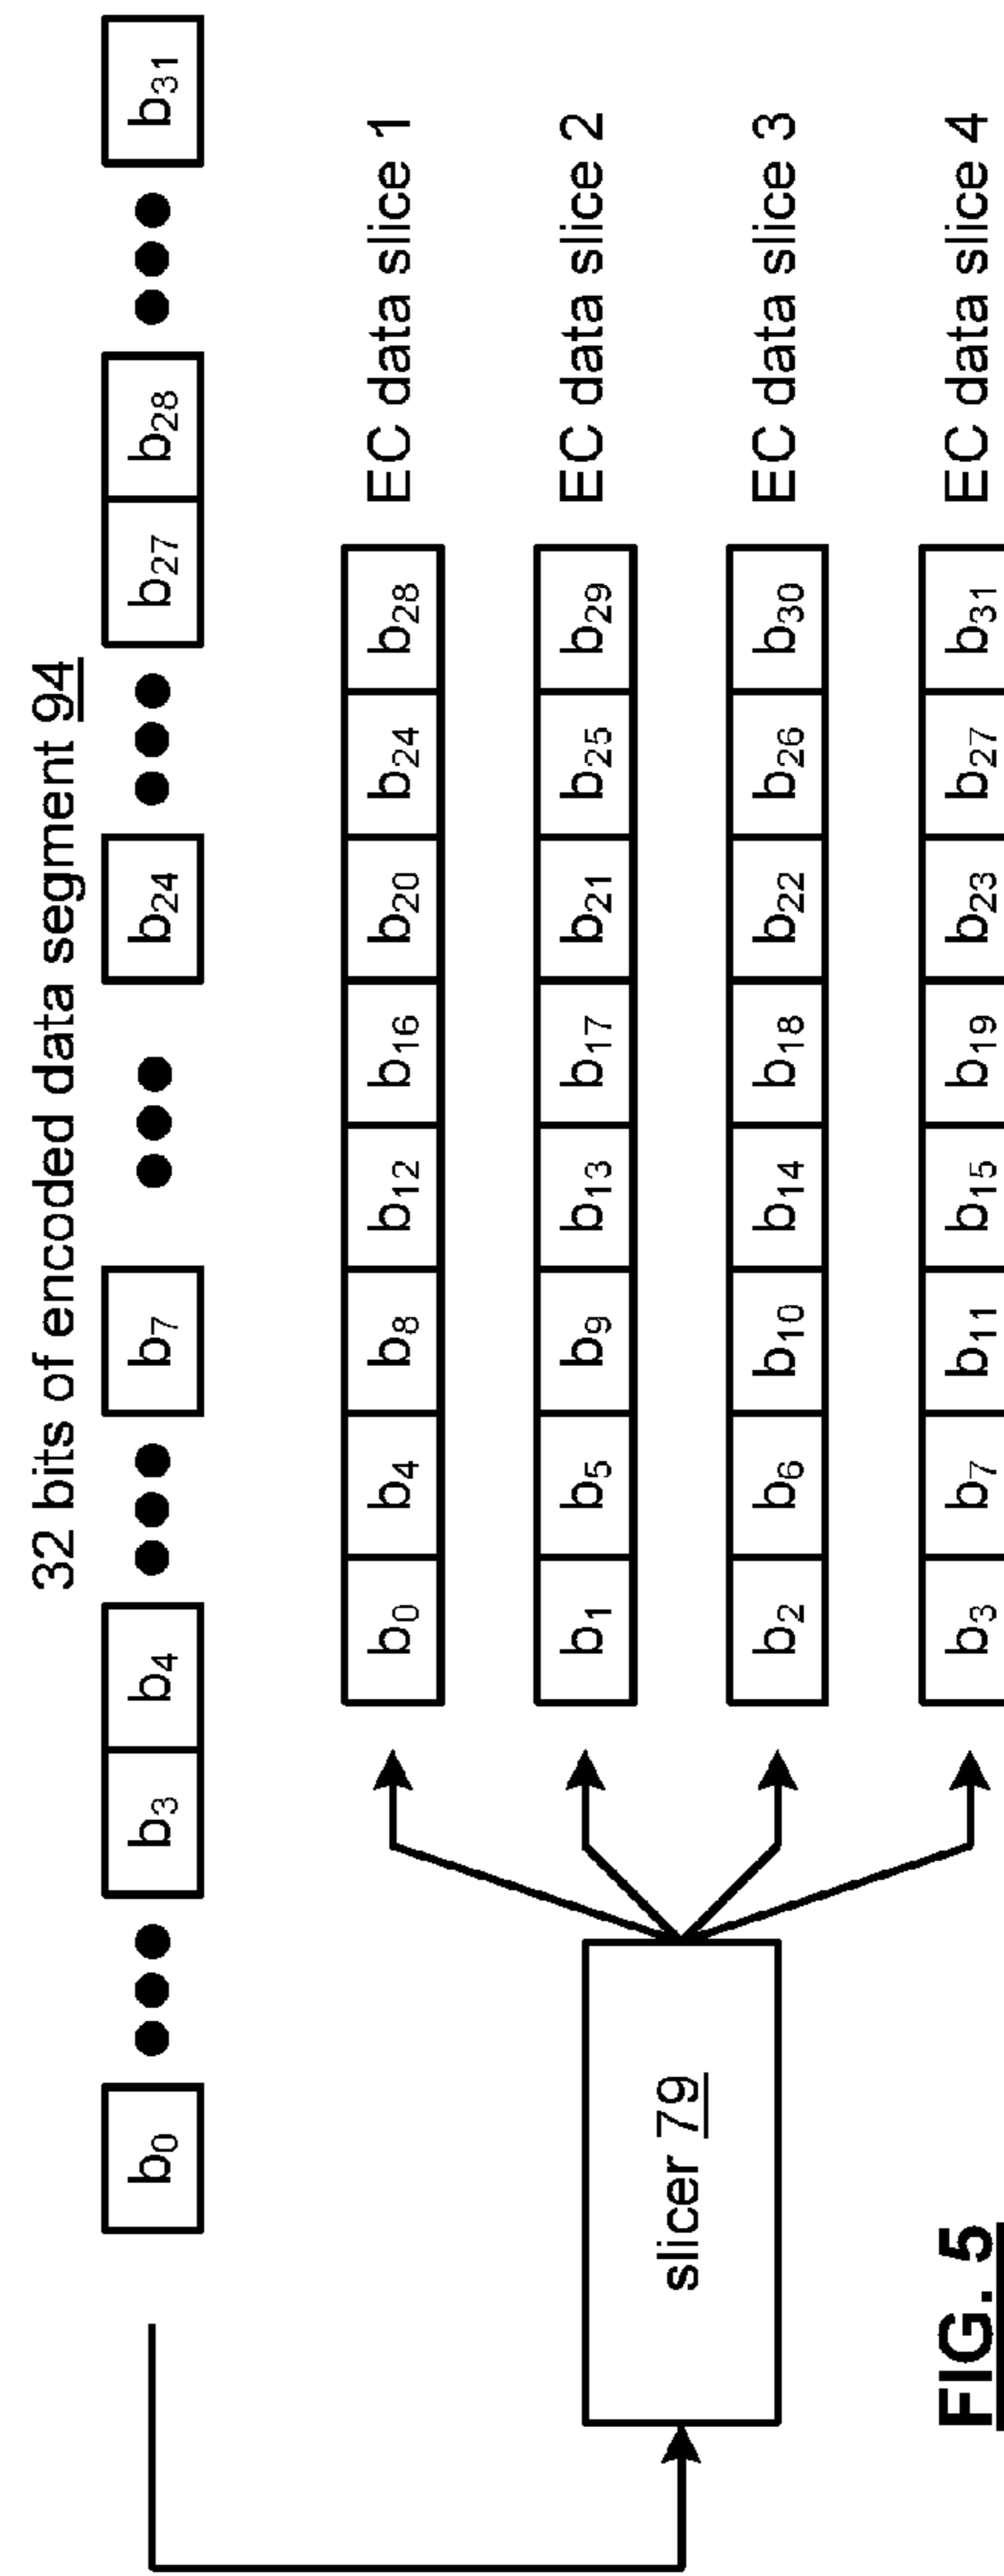 32 bits of encoded data segment 94
b0 b3 b4 b7 b24 b27 b28 b31
b0 b4 b8 b12 b16 b20 b24 b28 EC data slice 1
b1 b5 b9 b13 b17 b21 b25 b29 EC data slice 2
slicer 79
b2 b6 b10 b14 b18 b22 b26 b30 EC data slice 3
b3 b7 b11 b15 b19 b23 b27 b31 EC data slice 4
FIG. 5